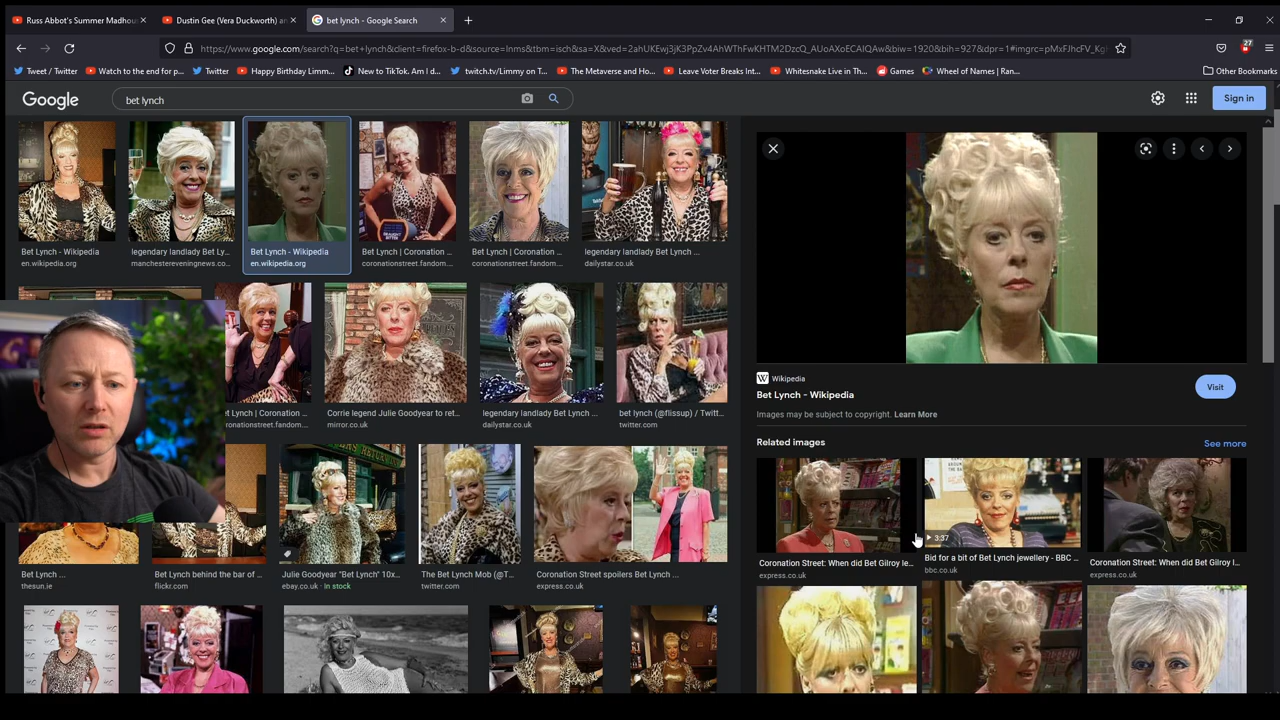 Russ Abbot's Summer Madhou
Dustin Gee (Vera Duckworth) an
bet lynch - Google Search
27
Tweet / Twitter
Watch to the end for p...
Twitter
Happy Birthday Limm...
New to TikTok. Am I d...
twitch.tv/Limmy on T...
The Metaverse and Ho...
Leave Voter Breaks Int...
Whitesnake Live in Th...
Games
Wheel of Names | Ran...
Other Bookmarks
Google
bet lynch
Sign in
Bet Lynch - Wikipedia
en.wikipedia.org
legendary landlady Bet Ly...
manchestereveningnews.co...
Bet Lynch - Wikipedia
en.wikipedia.org
Bet Lynch | Coronation ...
coronationstreet.fandom...
Bet Lynch | Coronation ...
coronationstreet.fandom...
legendary landlady Bet Lynch ...
dailystar.co.uk
et Lynch | Coronation ...
oronationstreet.fandom...
Corrie legend Julie Goodyear to ret...
mirror.co.uk
legendary landlady Bet Lynch ...
dailystar.co.uk
bet lynch (@flissup) / Twitt...
twitter.com
Bet Lynch ...
thesun.ie
Bet Lynch behind the bar of ...
flickr.com
Julie Goodyear "Bet Lynch" 10x...
ebay.co.uk · In stock
The Bet Lynch Mob (@T...
twitter.com
Coronation Street spoilers Bet Lynch ...
express.co.uk
Wikipedia
Bet Lynch - Wikipedia
Visit
Images may be subject to copyright. Learn More
Related images
See more
3:37
Coronation Street: When did Bet Gilroy le...
express.co.uk
Bid for a bit of Bet Lynch jewellery - BBC ...
bbc.co.uk
Coronation Street: When did Bet Gilroy l...
express.co.uk